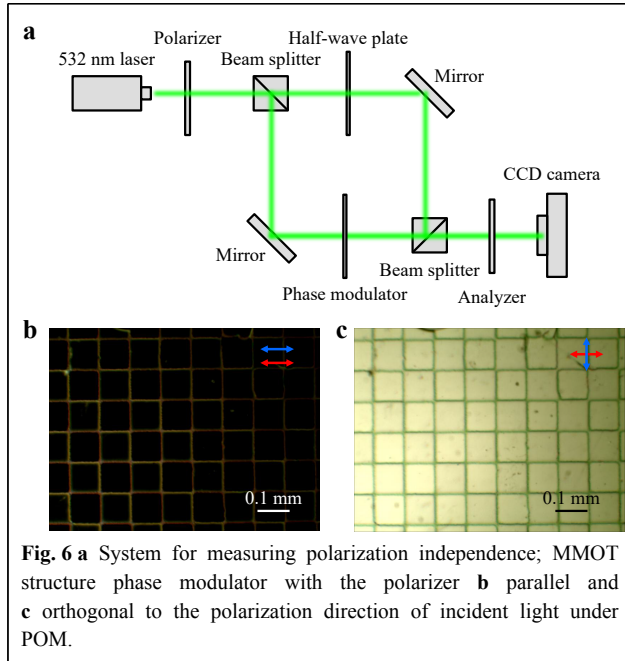 a
Polarizer
Half-wave plate
532 nm laser
Beam splitter
Mirror
CCD camera
Mirror
Beam splitter
Phase modulator
Analyzer
b
0.1 mm
c
0.1 mm
Fig. 6 a System for measuring polarization independence; MMOT
structure phase modulator with the polarizer b parallel and
c orthogonal to the polarization direction of incident light under
POM.